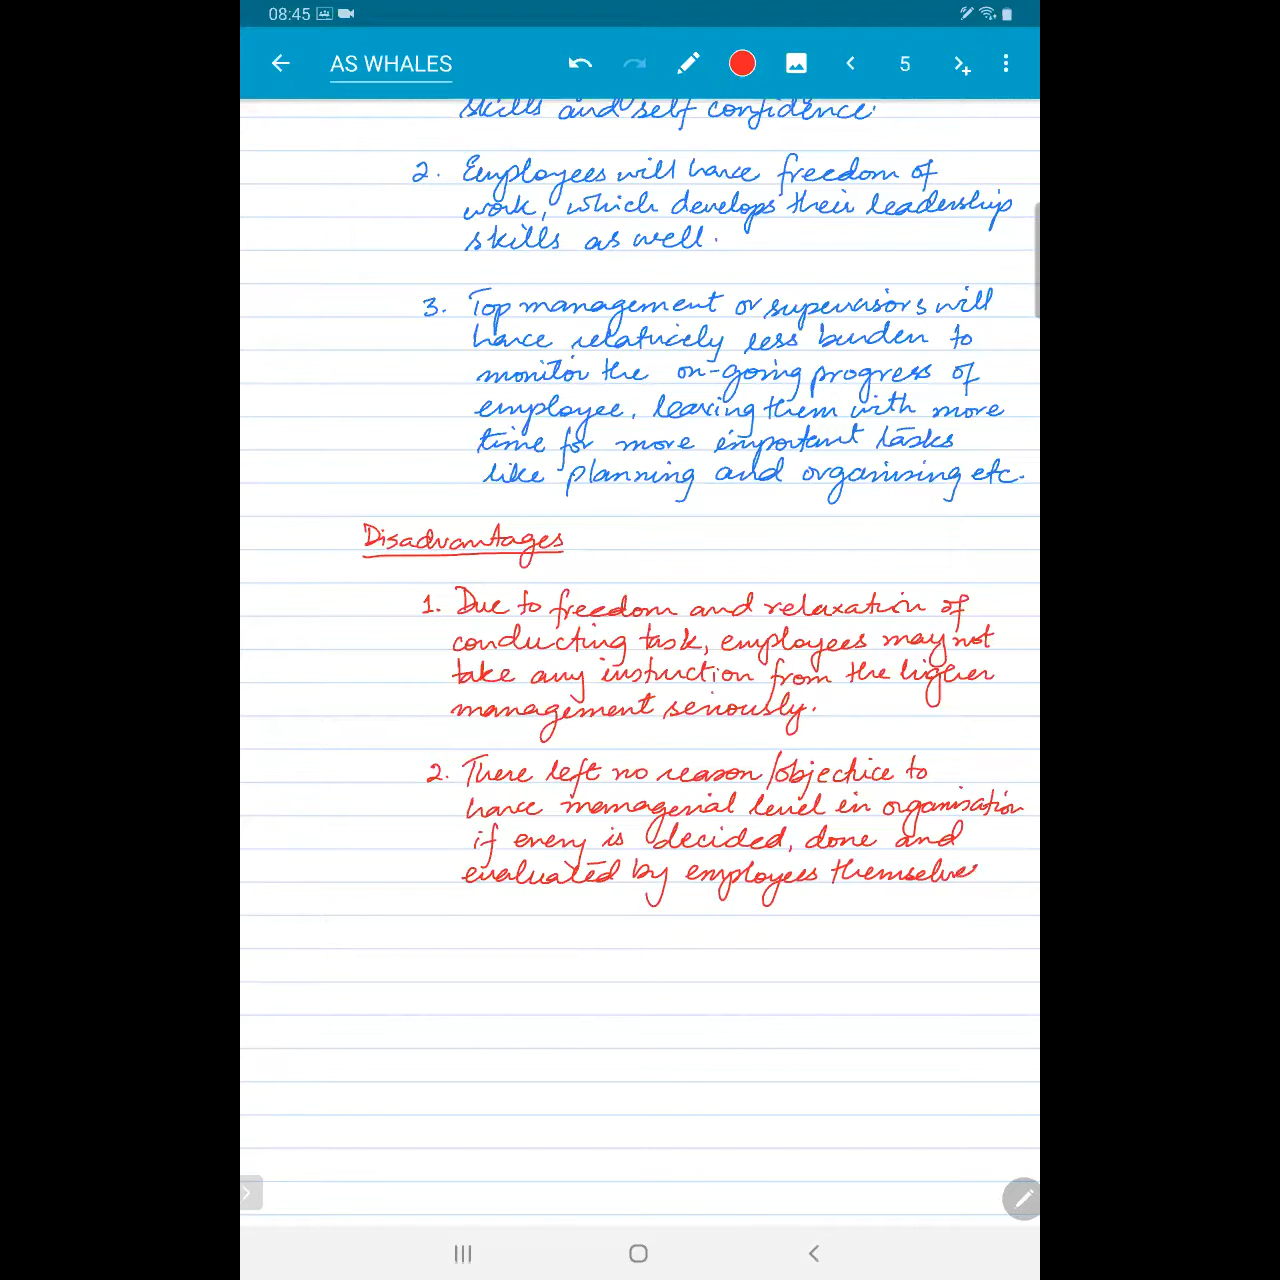 08:45
AS WHALES
5
skills and self confidence.
2. Employees will have freedom of
work, which develops their leadership
skills as well.
3. Top management or supervisors will
have relatively less burden to
monitor the on-going progress of
employee, leaving them with more
time for more important tasks
like planning and organising etc.
Disadvantages
1. Due to freedom and relaxation of
conducting task, employees may not
take any instruction from the higher
management seriously.
2. There left no reason/objective to
have managerial level in organisation
if every is decided, done and
evaluated by employees themselve